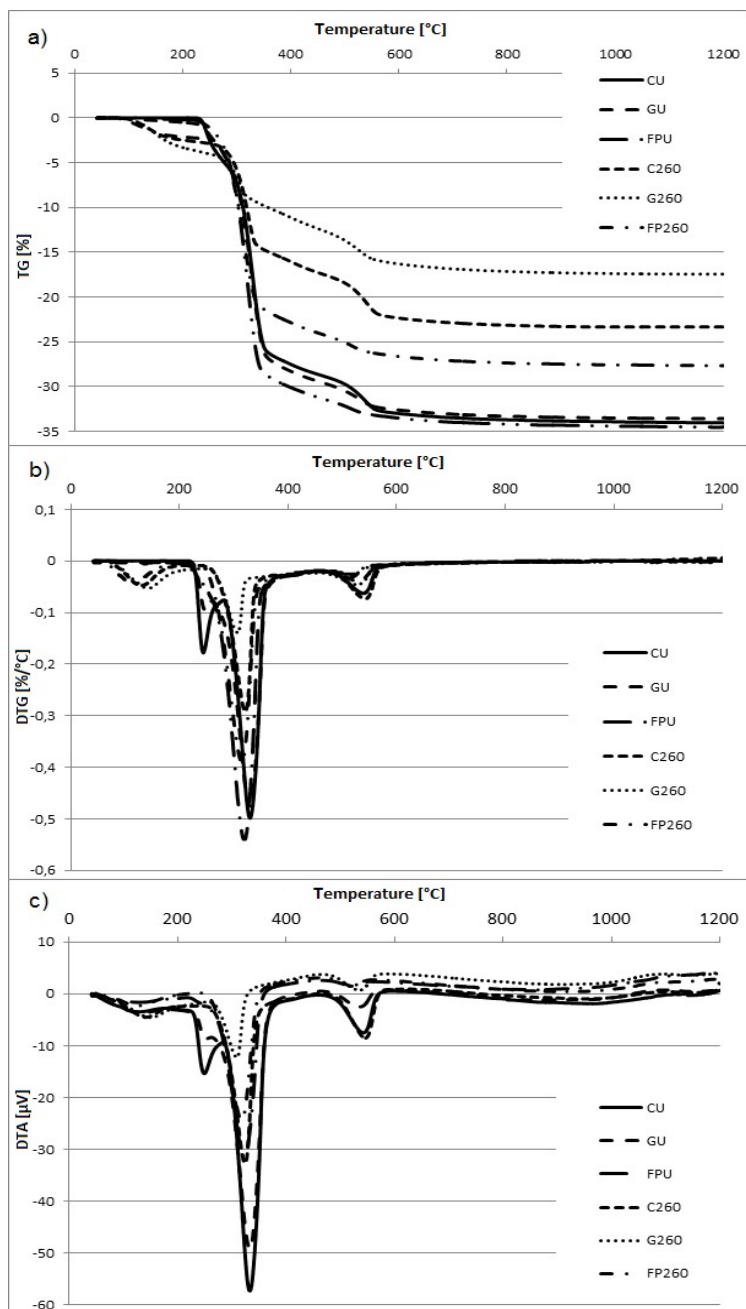 a)
Temperature [°C]
0 200 400 600 800 1000 1200
5
0
-5
-10
-15
-20
-25
-30
-35
TG [%]
CU
GU
FPU
C260
G260
FP260
b)
Temperature [°C]
0 200 400 600 800 1000 1200
0,1
0
-0,1
-0,2
-0,3
-0,4
-0,5
-0,6
DTG [%/°C]
CU
GU
FPU
C260
G260
FP260
c)
Temperature [°C]
0 200 400 600 800 1000 1200
10
0
-10
-20
-30
-40
-50
-60
DTA [µV]
CU
GU
FPU
C260
G260
FP260